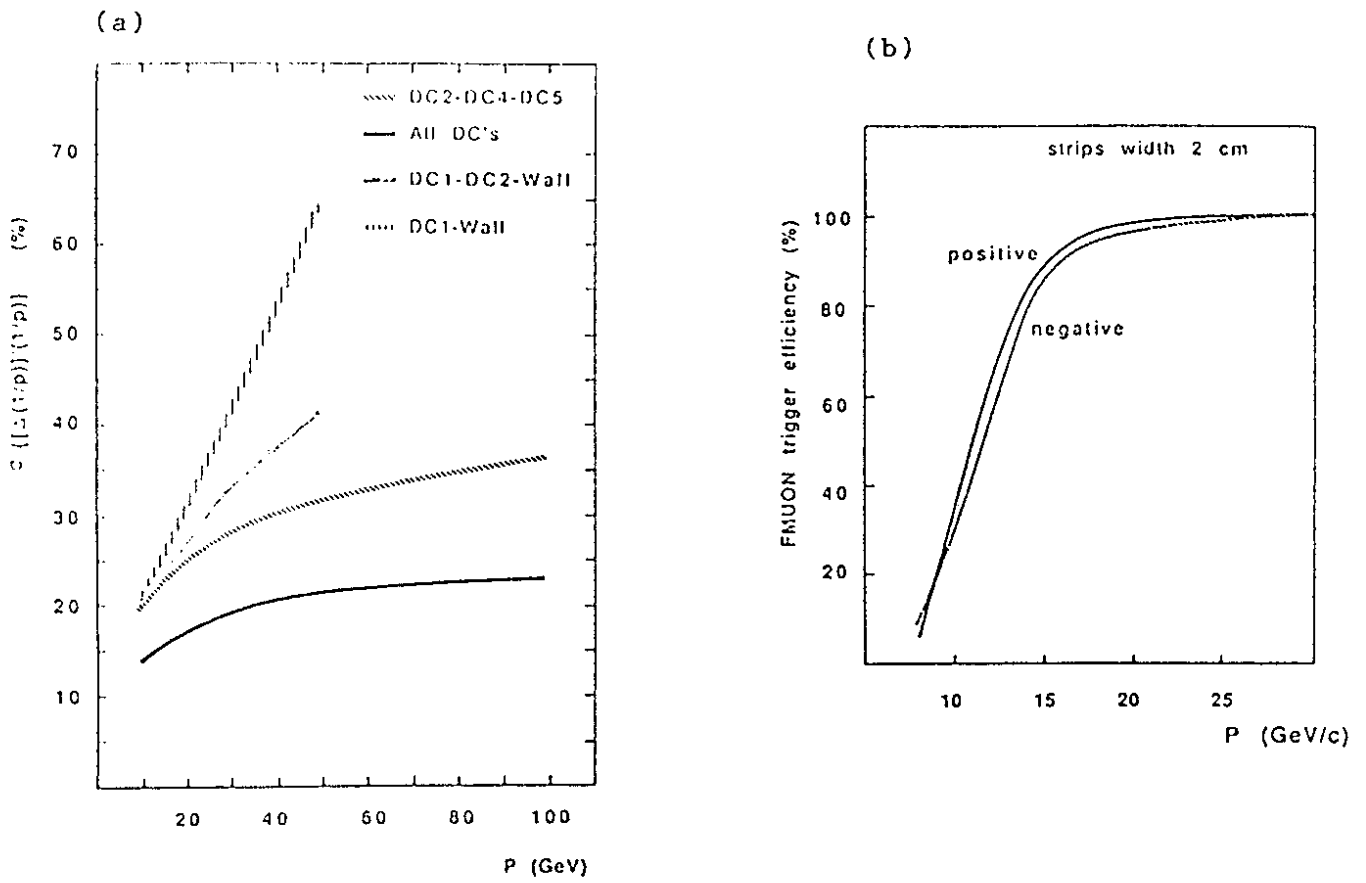 (a)
DC2-DC4-DC5
All DC's
DC1-DC2-Wall
DC1-Wall
70
60
50
40
30
20
10
20 40 60 80 100
P (GeV)
(%)
(b)
strips width 2 cm
positive
negative
100
80
60
40
20
10 15 20 25
P (GeV/c)
FMUON trigger efficiency (%)